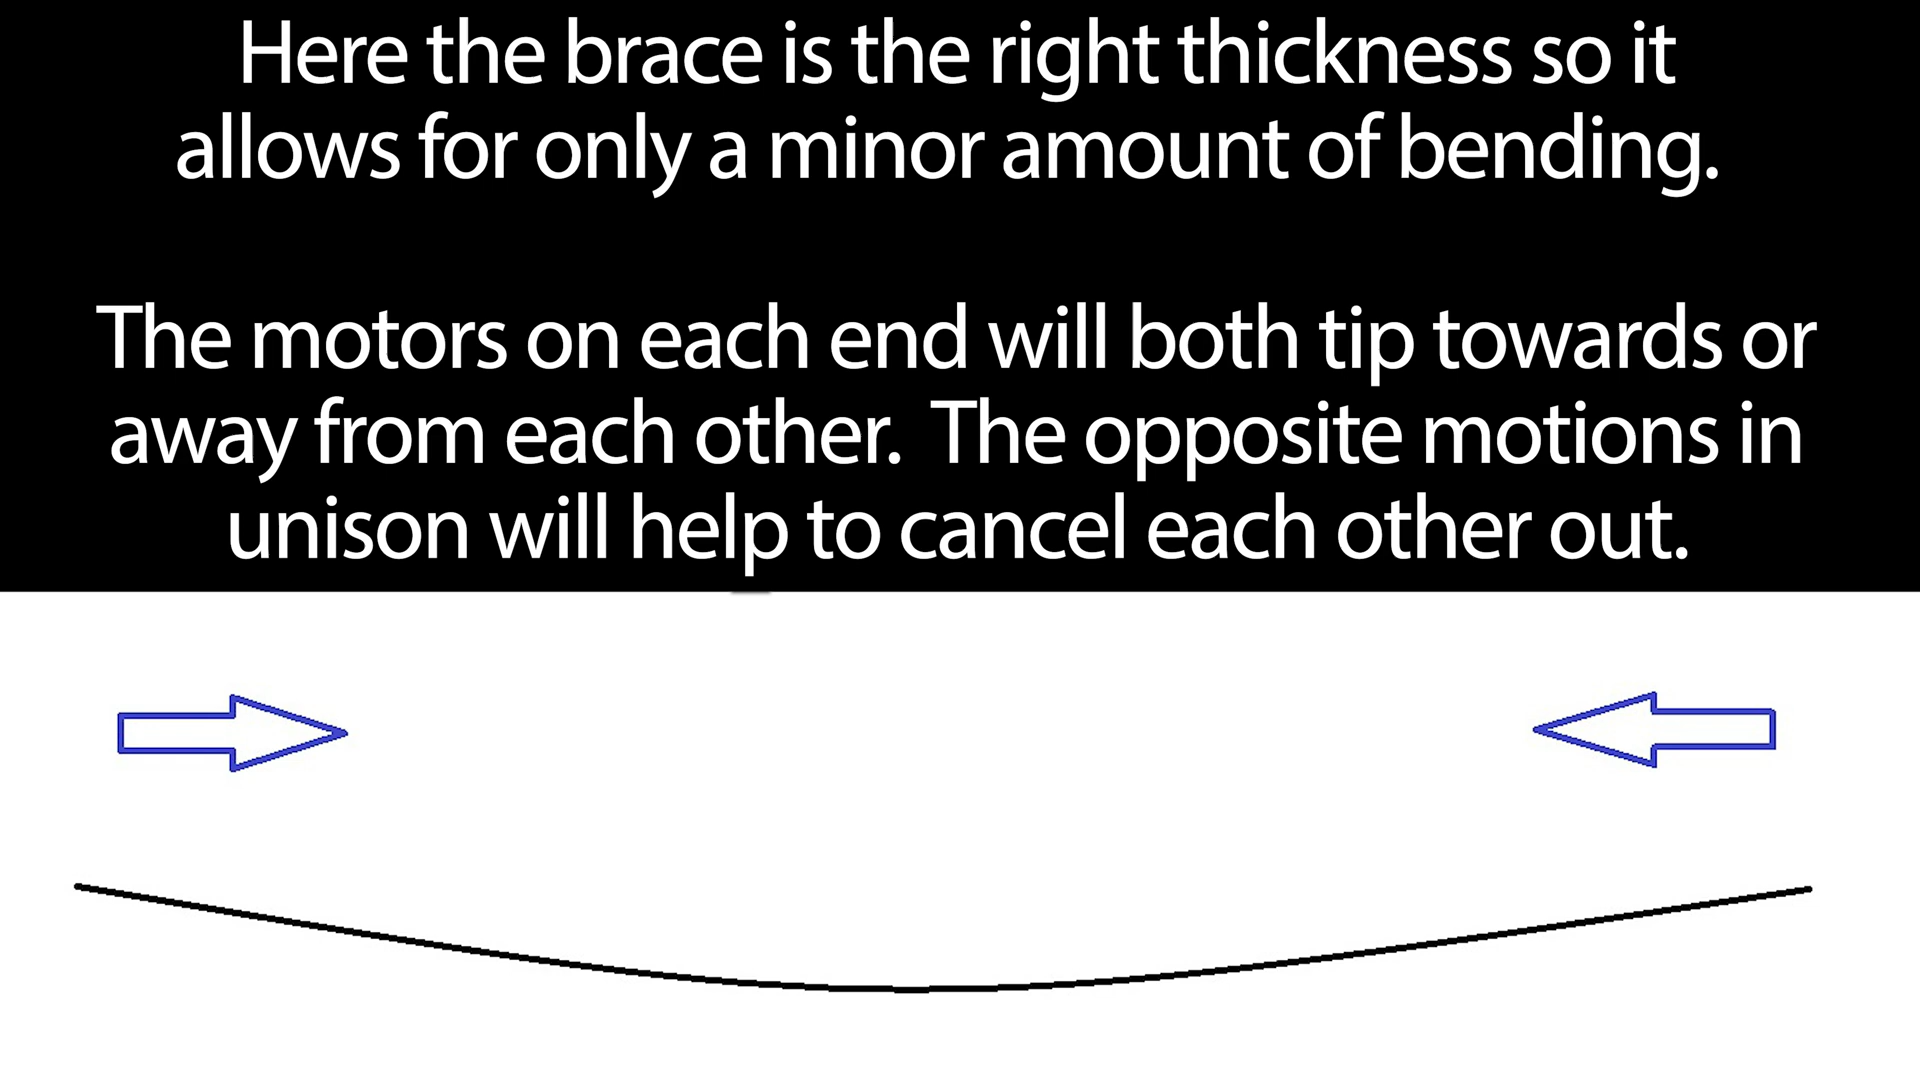 Here the brace is the right thickness so it
allows for only a minor amount of bending.
The motors on each end will both tip towards or
away from each other. The opposite motions in
unison will help to cancel each other out.